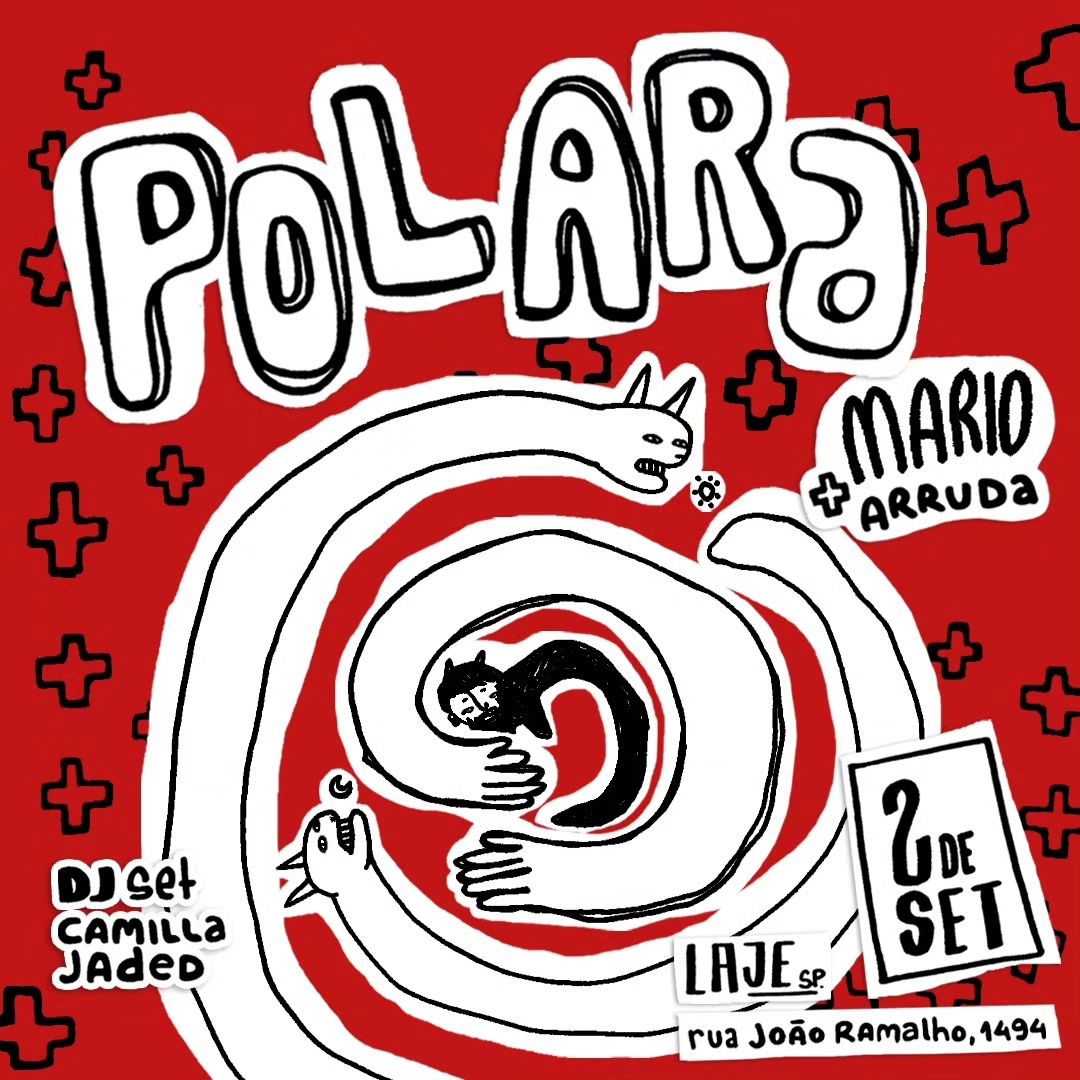 POLARa
+ MARIO
ARRUDa
DJ Set
CAMILLa
JAdeD
2 DE
SET
LAJE SP.
rua JOÃO RAMALHO, 1494